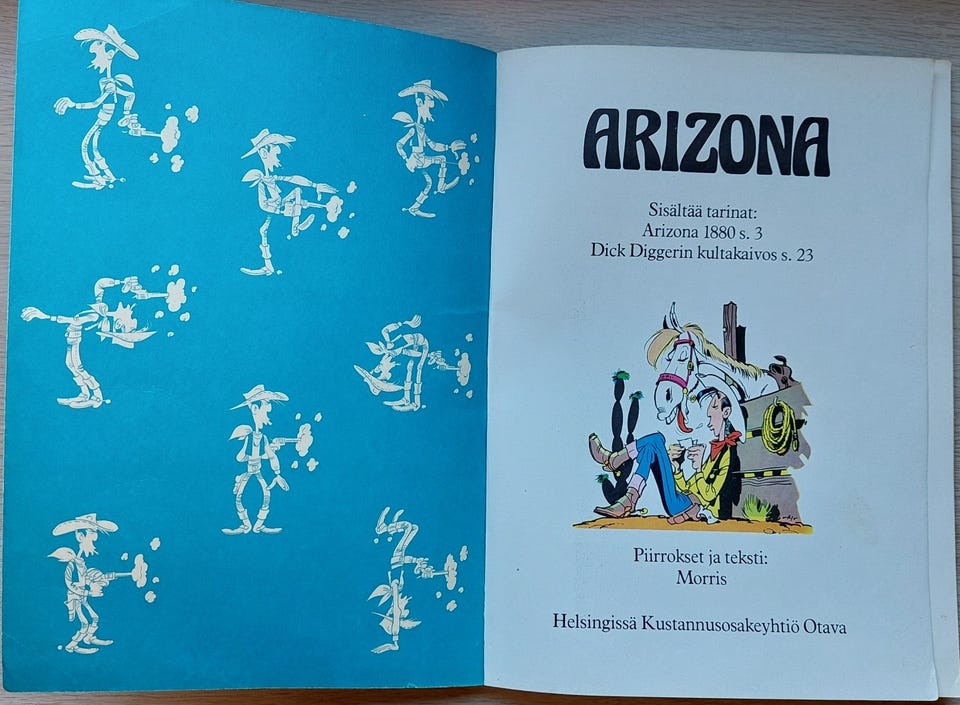 ARIZONA
Sisältää tarinat:
Arizona 1880 s. 3
Dick Diggerin kultakaivos s. 23
Piirrokset ja teksti:
Morris
Helsingissä Kustannusosakeyhtiö Otava